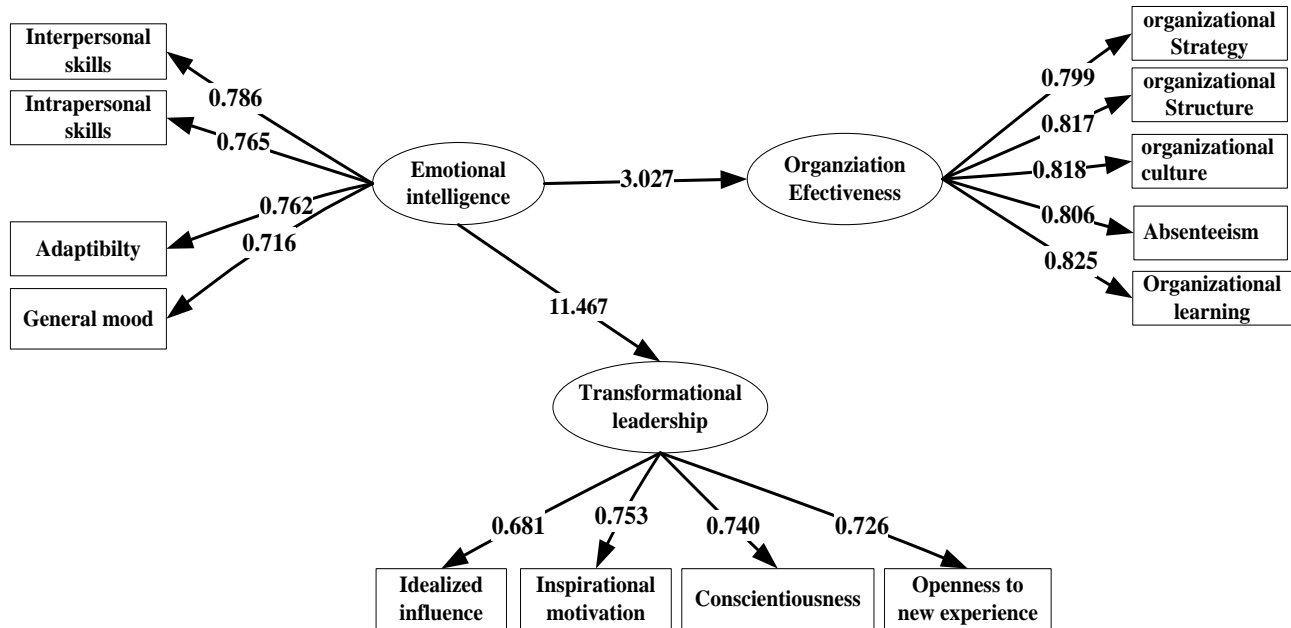 Interpersonal
skills
0.786
Intrapersonal
skills
0.765
Adaptibilty
0.762
General mood
0.716
Emotional
intelligence
3.027
11.467
Organziation
Efectiveness
organizational
Strategy
0.799
organizational
Structure
0.817
organizational
culture
0.818
Absenteeism
0.806
Organizational
learning
0.825
Transformational
leadership
0.681
0.753
0.740
0.726
Idealized
influence
Inspirational
motivation
Conscientiousness
Openness to
new experience